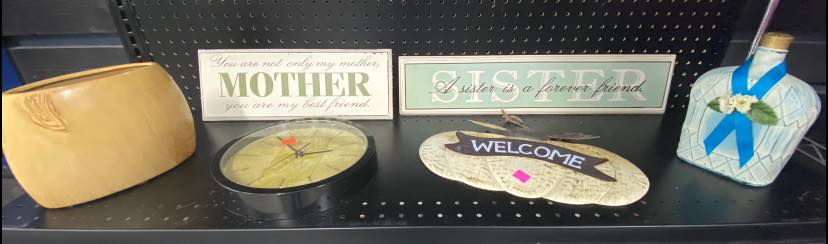 You are not only my mother,
MOTHER
you are my best friend.
SISTER
A sister is a forever friend.
WELCOME